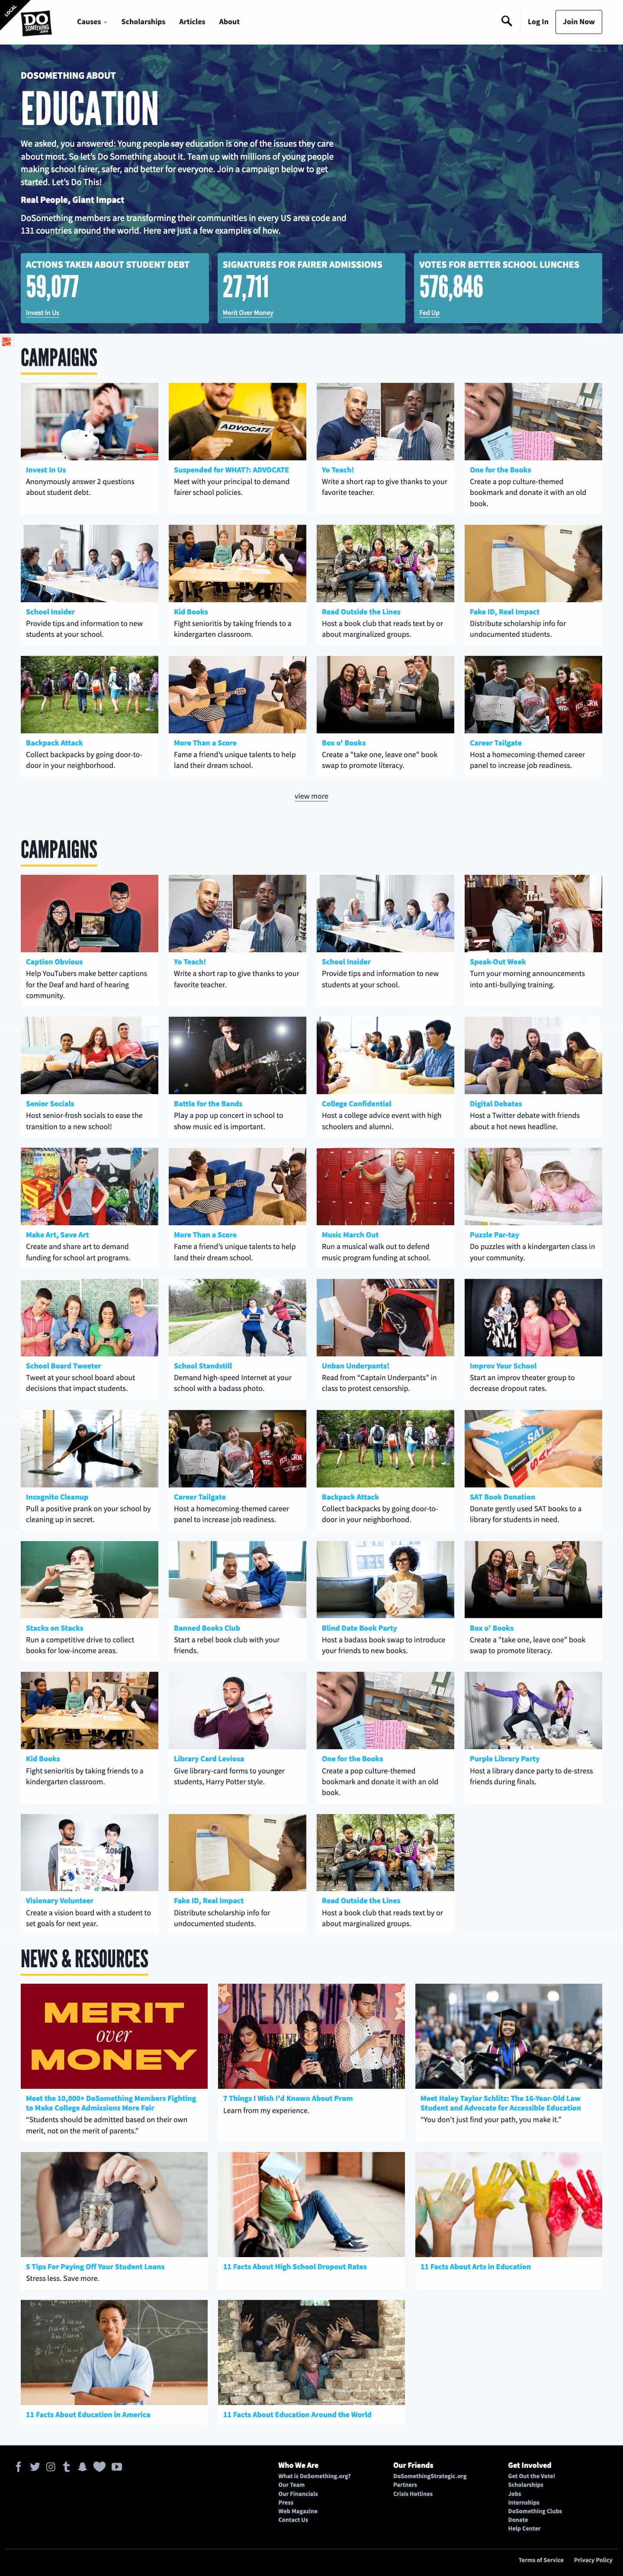 LOCAL
DO
SOMETHING
Causes
Scholarships
Articles
About
Log In
Join Now
DOSOMETHING ABOUT
EDUCATION
We asked, you answered: Young people say education is one of the issues they care
about most. So let's Do Something about it. Team up with millions of young people
making school fairer, safer, and better for everyone. Join a campaign below to get
started. Let's Do This!
Real People, Giant Impact
DoSomething members are transforming their communities in every US area code and
131 countries around the world. Here are just a few examples of how.
ACTIONS TAKEN ABOUT STUDENT DEBT
59,077
Invest In Us
SIGNATURES FOR FAIRER ADMISSIONS
27,711
Merit Over Money
VOTES FOR BETTER SCHOOL LUNCHES
576,846
Fed Up
CAMPAIGNS
Invest In Us
Anonymously answer 2 questions
about student debt.
ADVOCATE
Suspended for WHAT?: ADVOCATE
Meet with your principal to demand
fairer school policies.
Yo Teach!
Write a short rap to give thanks to your
favorite teacher.
One for the Books
Create a pop culture-themed
bookmark and donate it with an old
book.
School Insider
Provide tips and information to new
students at your school.
Kid Books
Fight senioritis by taking friends to a
kindergarten classroom.
Read Outside the Lines
Host a book club that reads text by or
about marginalized groups.
Fake ID, Real Impact
Distribute scholarship info for
undocumented students.
Backpack Attack
Collect backpacks by going door-to-
door in your neighborhood.
More Than a Score
Fame a friend's unique talents to help
land their dream school.
Box o' Books
Create a "take one, leave one" book
swap to promote literacy.
Career Tailgate
Host a homecoming-themed career
panel to increase job readiness.
view more
CAMPAIGNS
Caption Obvious
Help YouTubers make better captions
for the Deaf and hard of hearing
community.
Yo Teach!
Write a short rap to give thanks to your
favorite teacher.
School Insider
Provide tips and information to new
students at your school.
Speak-Out Week
Turn your morning announcements
into anti-bullying training.
Senior Socials
Host senior-frosh socials to ease the
transition to a new school!
Battle for the Bands
Play a pop up concert in school to
show music ed is important.
College Confidential
Host a college advice event with high
schoolers and alumni.
Digital Debates
Host a Twitter debate with friends
about a hot news headline.
Make Art, Save Art
Create and share art to demand
funding for school art programs.
More Than a Score
Fame a friend's unique talents to help
land their dream school.
Music March Out
Run a musical walk out to defend
music program funding at school.
Puzzle Par-tay
Do puzzles with a kindergarten class in
your community.
School Board Tweeter
Tweet at your school board about
decisions that impact students.
School Standstill
Demand high-speed Internet at your
school with a badass photo.
Unban Underpants!
Read from "Captain Underpants" in
class to protest censorship.
Improv Your School
Start an improv theater group to
decrease dropout rates.
Incognito Cleanup
Pull a positive prank on your school by
cleaning up in secret.
Career Tailgate
Host a homecoming-themed career
panel to increase job readiness.
Backpack Attack
Collect backpacks by going door-to-
door in your neighborhood.
SAT
SAT Book Donation
Donate gently used SAT books to a
library for students in need.
Stacks on Stacks
Run a competitive drive to collect
books for low-income areas.
Banned Books Club
Start a rebel book club with your
friends.
Blind Date Book Party
Host a badass book swap to introduce
your friends to new books.
Box o' Books
Create a "take one, leave one" book
swap to promote literacy.
Kid Books
Fight senioritis by taking friends to a
kindergarten classroom.
Library Card Leviosa
Give library-card forms to younger
students, Harry Potter style.
One for the Books
Create a pop culture-themed
bookmark and donate it with an old
book.
Purple Library Party
Host a library dance party to de-stress
friends during finals.
Visionary Volunteer
Create a vision board with a student to
set goals for next year.
Fake ID, Real Impact
Distribute scholarship info for
undocumented students.
Read Outside the Lines
Host a book club that reads text by or
about marginalized groups.
NEWS & RESOURCES
MERIT
over
MONEY
Meet the 10,000+ DoSomething Members Fighting
to Make College Admissions More Fair
"Students should be admitted based on their own
merit, not on the merit of parents."
7 Things I Wish I'd Known About Prom
Learn from my experience.
Meet Haley Taylor Schlitz: The 16-Year-Old Law
Student and Advocate for Accessible Education
"You don't just find your path, you make it."
5 Tips For Paying Off Your Student Loans
Stress less. Save more.
11 Facts About High School Dropout Rates
11 Facts About Arts in Education
11 Facts About Education in America
11 Facts About Education Around the World
Who We Are
What is DoSomething.org?
Our Team
Our Financials
Press
Web Magazine
Contact Us
Our Friends
DoSomethingStrategic.org
Partners
Crisis Hotlines
Get Involved
Get Out the Vote!
Scholarships
Jobs
Internships
DoSomething Clubs
Donate
Help Center
Terms of Service
Privacy Policy